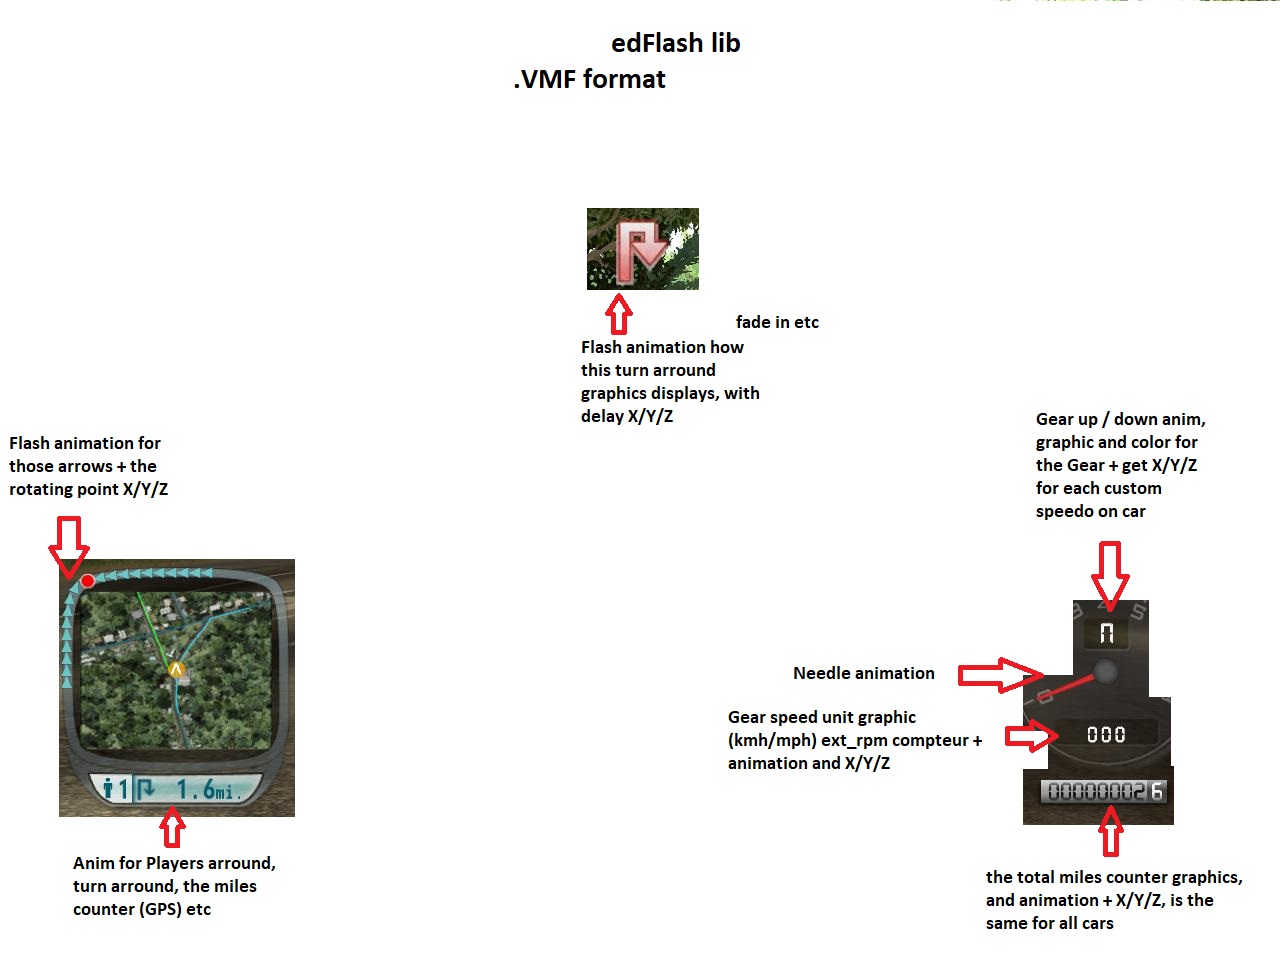 edFlash lib
.VMF format
fade in etc
Flash animation how
this turn arround
graphics displays, with
delay X/Y/Z
Flash animation for
those arrows + the
rotating point X/Y/Z
1 1.6mi.
Anim for Players arround,
turn arround, the miles
counter (GPS) etc
Gear up / down anim,
graphic and color for
the Gear + get X/Y/Z
for each custom
speedo on car
n
Needle animation
0
Gear speed unit graphic
(kmh/mph) ext_rpm compteur +
animation and X/Y/Z
000
0000000026
the total miles counter graphics,
and animation + X/Y/Z, is the
same for all cars